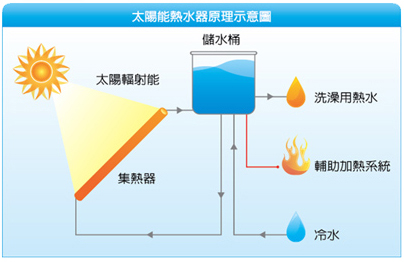 太陽能熱水器原理示意圖
儲水桶
太陽輻射能
洗澡用熱水
集熱器
輔助加熱系統
冷水